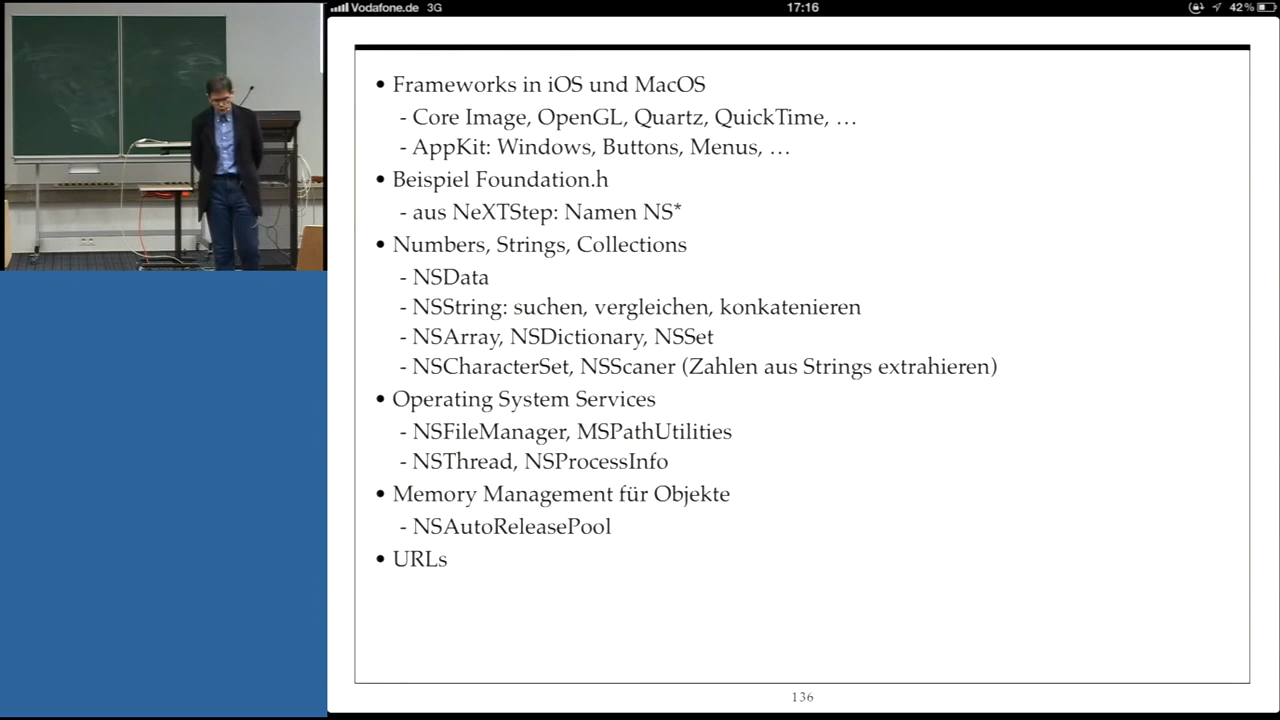 Vodafone.de 3G 17:16 42%
• Frameworks in iOS und MacOS
- Core Image, OpenGL, Quartz, QuickTime, …
- AppKit: Windows, Buttons, Menus, …
• Beispiel Foundation.h
- aus NeXTStep: Namen NS*
• Numbers, Strings, Collections
- NSData
- NSString: suchen, vergleichen, konkatenieren
- NSArray, NSDictionary, NSSet
- NSCharacterSet, NSScaner (Zahlen aus Strings extrahieren)
• Operating System Services
- NSFileManager, MSPathUtilities
- NSThread, NSProcessInfo
• Memory Management für Objekte
- NSAutoReleasePool
• URLs
136